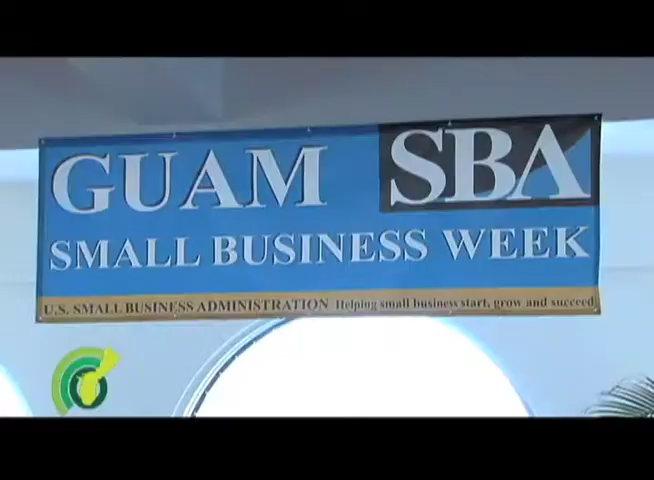 GUAM SBA
SMALL BUSINESS WEEK
U.S. SMALL BUSINESS ADMINISTRATION Helping small business start, grow and succeed